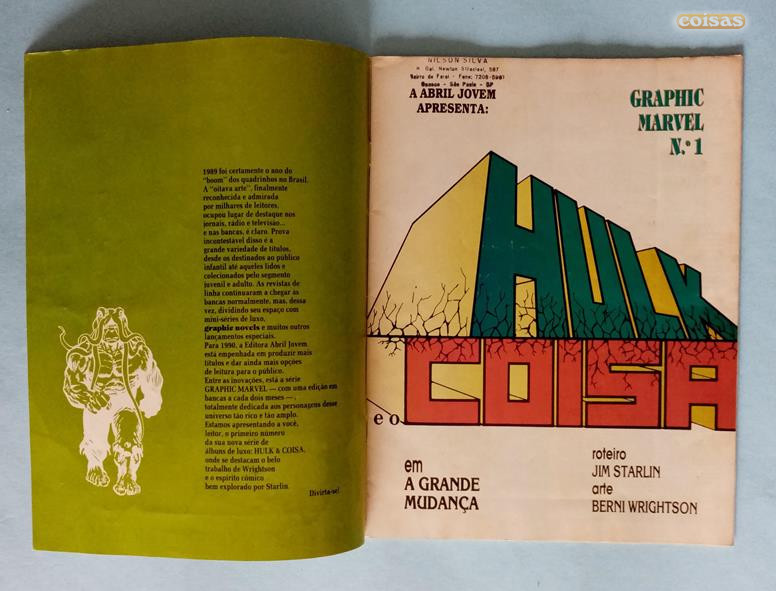 coisas
1989 foi certamente o ano do
"boom" dos quadrinhos no Brasil.
A "oitava arte", finalmente
reconhecida e admirada
por milhares de leitores,
ocupou lugar de destaque nos
jornais, rádio e televisão...
e nas bancas, é claro. Prova
incontestável disso é a
grande variedade de títulos,
desde os destinados ao público
infantil até aqueles lidos e
colecionados pelo segmento
juvenil e adulto. As revistas de
linha continuaram a chegar às
bancas normalmente, mas, dessa
vez, dividindo seu espaço com
mini-séries de luxo,
graphic novels e muitos outros
lançamentos especiais.
Para 1990, a Editora Abril Jovem
está empenhada em produzir mais
títulos e dar ainda mais opções
de leitura para o público.
Entre as inovações, está a série
GRAPHIC MARVEL — com uma edição em
bancas a cada dois meses — ,
totalmente dedicada aos personagens desse
universo tão rico e tão amplo.
Estamos apresentando a você,
leitor, o primeiro número
da sua nova série de
álbuns de luxo: HULK & COISA,
onde se destacam o belo
trabalho de Wrightson
e o espírito cômico
bem explorado por Starlin.
Divirta-se!
NILSON SILVA
São Paulo - SP
A ABRIL JOVEM
APRESENTA:
GRAPHIC
MARVEL
N.º 1
HULK
e o COISA
em
A GRANDE
MUDANÇA
roteiro
JIM STARLIN
arte
BERNI WRIGHTSON